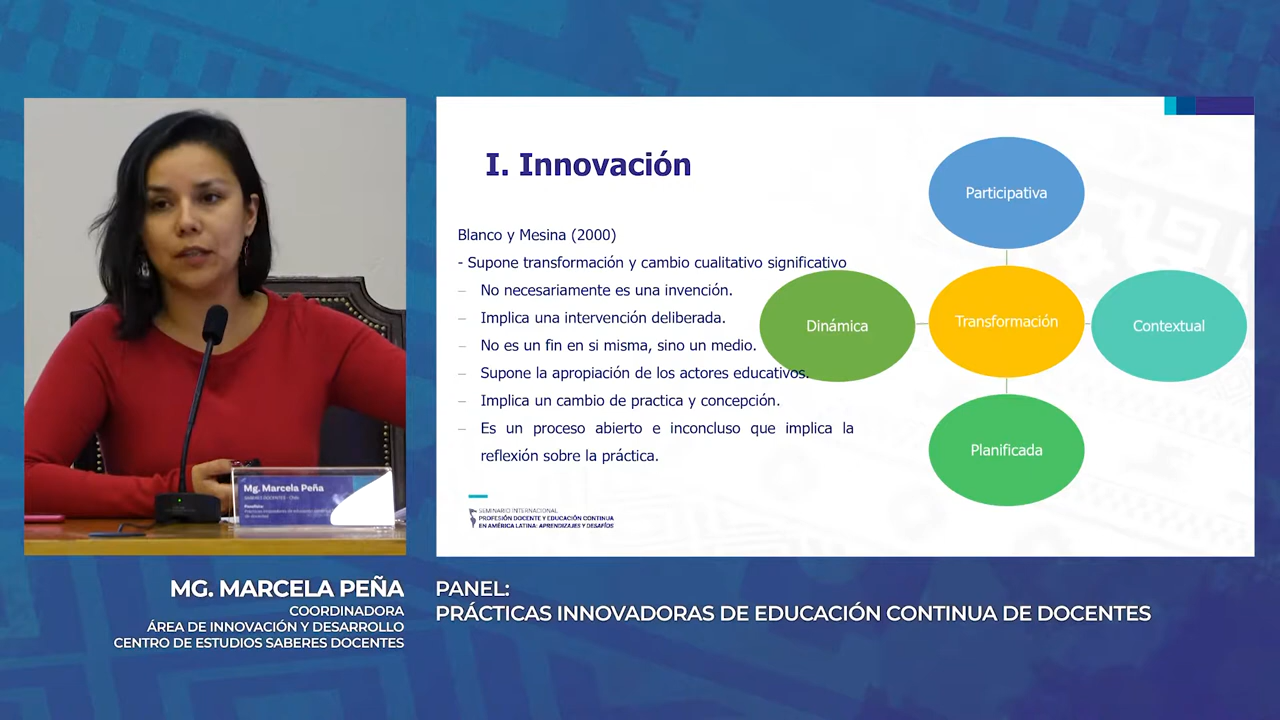 I. Innovación
Blanco y Mesina (2000)
- Supone transformación y cambio cualitativo significativo
– No necesariamente es una invención.
– Implica una intervención deliberada.
– No es un fin en si misma, sino un medio.
– Supone la apropiación de los actores educativos.
– Implica un cambio de practica y concepción.
– Es un proceso abierto e inconcluso que implica la
reflexión sobre la práctica.
Participativa
Dinámica
Transformación
Contextual
Planificada
SEMINARIO INTERNACIONAL
PROFESIÓN DOCENTE Y EDUCACIÓN CONTINUA
EN AMÉRICA LATINA: APRENDIZAJES Y DESAFÍOS
Mg. Marcela Peña
MG. MARCELA PEÑA
COORDINADORA
ÁREA DE INNOVACIÓN Y DESARROLLO
CENTRO DE ESTUDIOS SABERES DOCENTES
PANEL:
PRÁCTICAS INNOVADORAS DE EDUCACIÓN CONTINUA DE DOCENTES